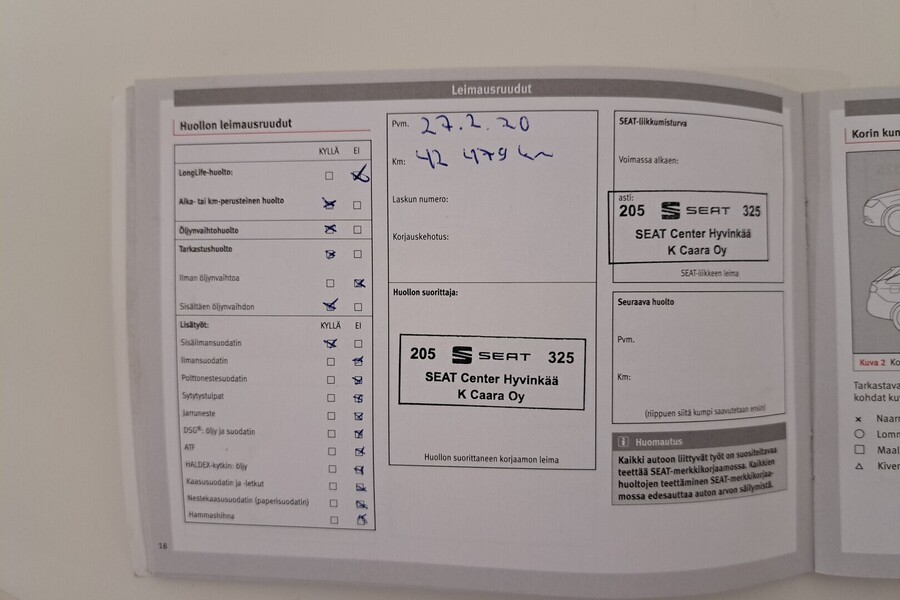 Leimausruudut
Huollon leimausruudut
KYLLÄ EI
LongLife-huolto:
Aika- tai km-perusteinen huolto
Öljynvaihtohuolto
Tarkastushuolto
Ilman öljynvaihtoa
Sisältäen öljynvaihdon
Lisätyöt: KYLLÄ EI
Sisäilmansuodatin
Ilmansuodatin
Polttonestesuodatin
Sytytystulpat
Jarruneste
DSG®: öljy ja suodatin
ATF
HALDEX-kytkin: öljy
Kaasusuodatin ja -letkut
Nestekaasusuodatin (paperisuodatin)
Hammashihna
16
Pvm. 27.2.20
Km: 42 479 km
Laskun numero:
Korjauskehotus:
Huollon suorittaja:
205 SEAT 325
SEAT Center Hyvinkää
K Caara Oy
Huollon suorittaneen korjaamon leima
SEAT-liikkumisturva
Voimassa alkaen:
asti:
205 SEAT 325
SEAT Center Hyvinkää
K Caara Oy
SEAT-liikkeen leima
Seuraava huolto
Pvm.
Km:
(riippuen siitä kumpi saavutetaan ensin)
Huomautus
Kaikki autoon liittyvät työt on suositeltavaa
teettää SEAT-merkkikorjaamossa. Kaikkien
huoltojen teettäminen SEAT-merkkikorjaa-
mossa edesauttaa auton arvon säilymistä.
Korin kun
Kuva 2 Ko
Tarkastava
kohdat ku
Naarm
Lomm
Maal
Kiver